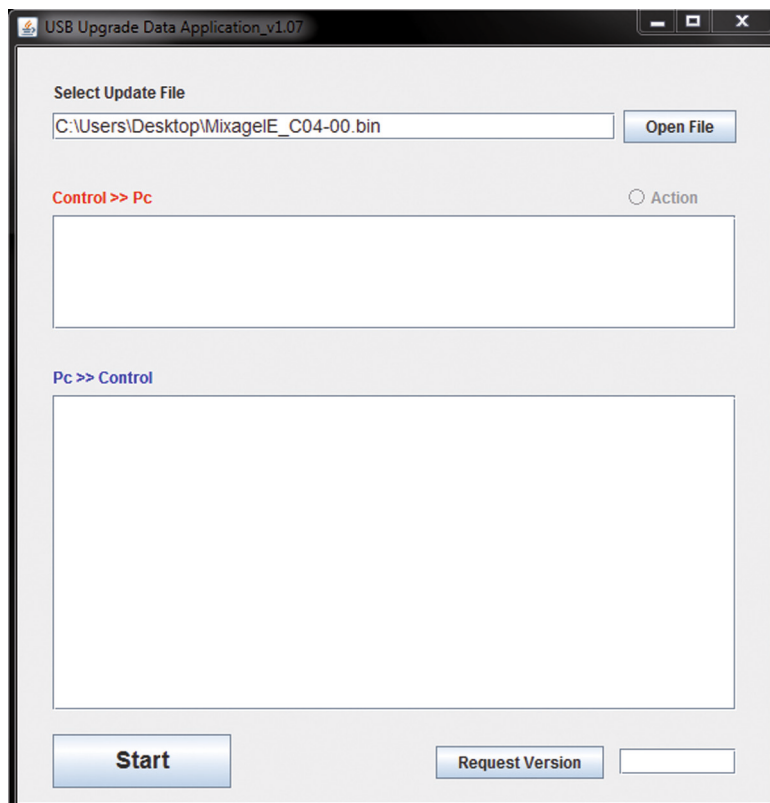 USB Upgrade Data Application_v1.07
Select Update File
C:\Users\Desktop\MixagelE_C04-00.bin
Open File
Control >> Pc
Action
Pc >> Control
Start
Request Version